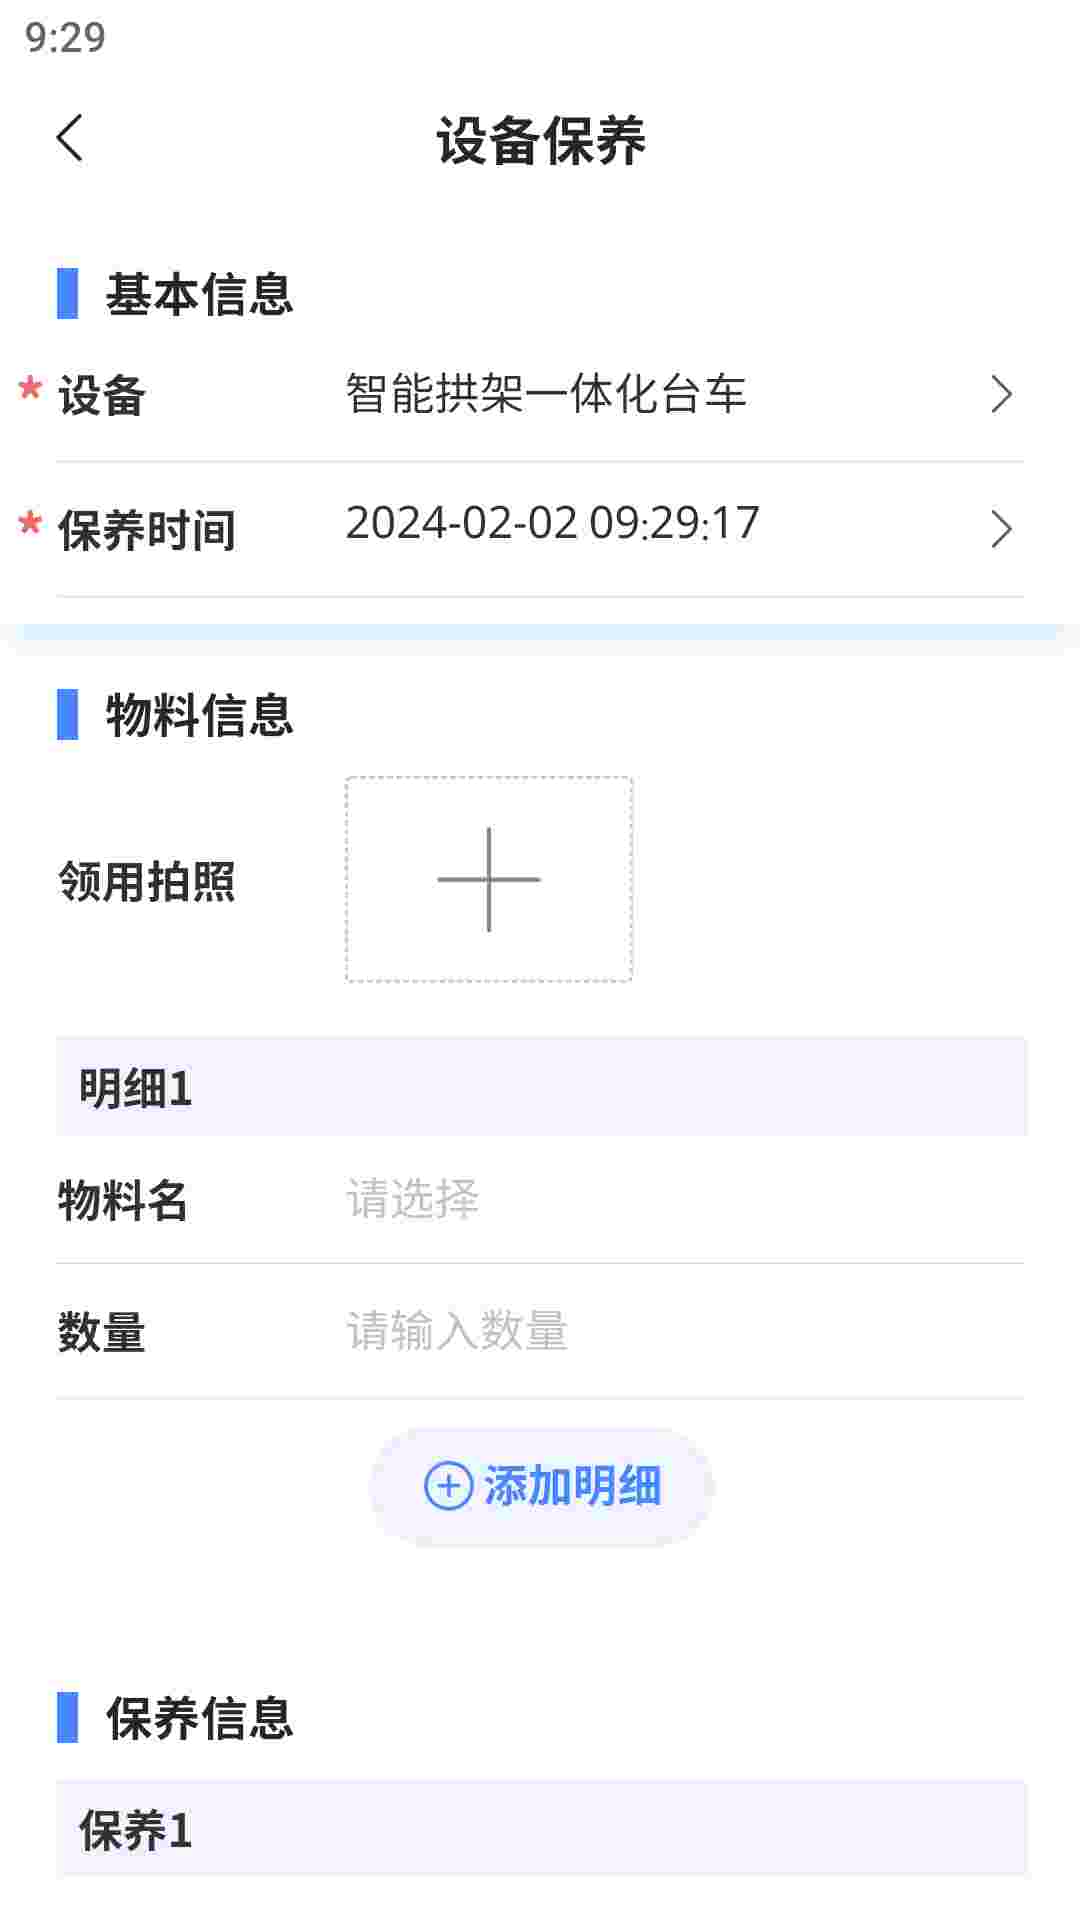 9:29
设备保养
基本信息
* 设备 智能拱架一体化台车
* 保养时间 2024-02-02 09:29:17
物料信息
领用拍照
明细1
物料名 请选择
数量 请输入数量
添加明细
保养信息
保养1